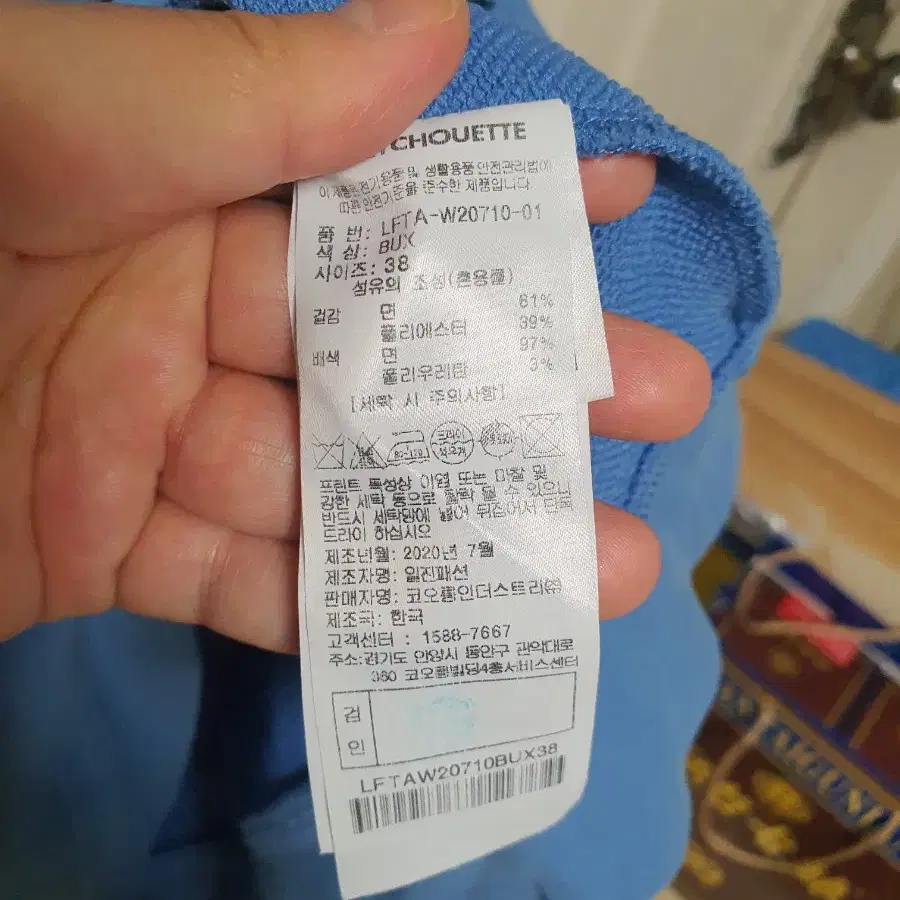 CHOUETTE
이 제품은 전기용품 및 생활용품 안전관리법에
따른 안전기준을 준수한 제품입니다
품 번: LFTA-W20710-01
색 상: BUX
사이즈: 38
섬유의 조성(혼용률)
겉감 면 61%
폴리에스터 39%
배색 면 97%
폴리우레탄 3%
[세탁 시 주의사항]
드라이
석유계
프린트 특성상 이염 또는 마찰 및
강한 세탁 등으로 탈락 될 수 있으니
반드시 세탁망에 넣어 뒤집어서 단독
드라이 하십시오
제조년월: 2020년 7월
제조자명: 일진패션
판매자명: 코오롱인더스트리㈜
제조국: 한국
고객센터 : 1588-7667
주소:경기도 안양시 동안구 관악대로
360 코오롱빌딩4층서비스센터
검
인
LFTAW20710BUX38